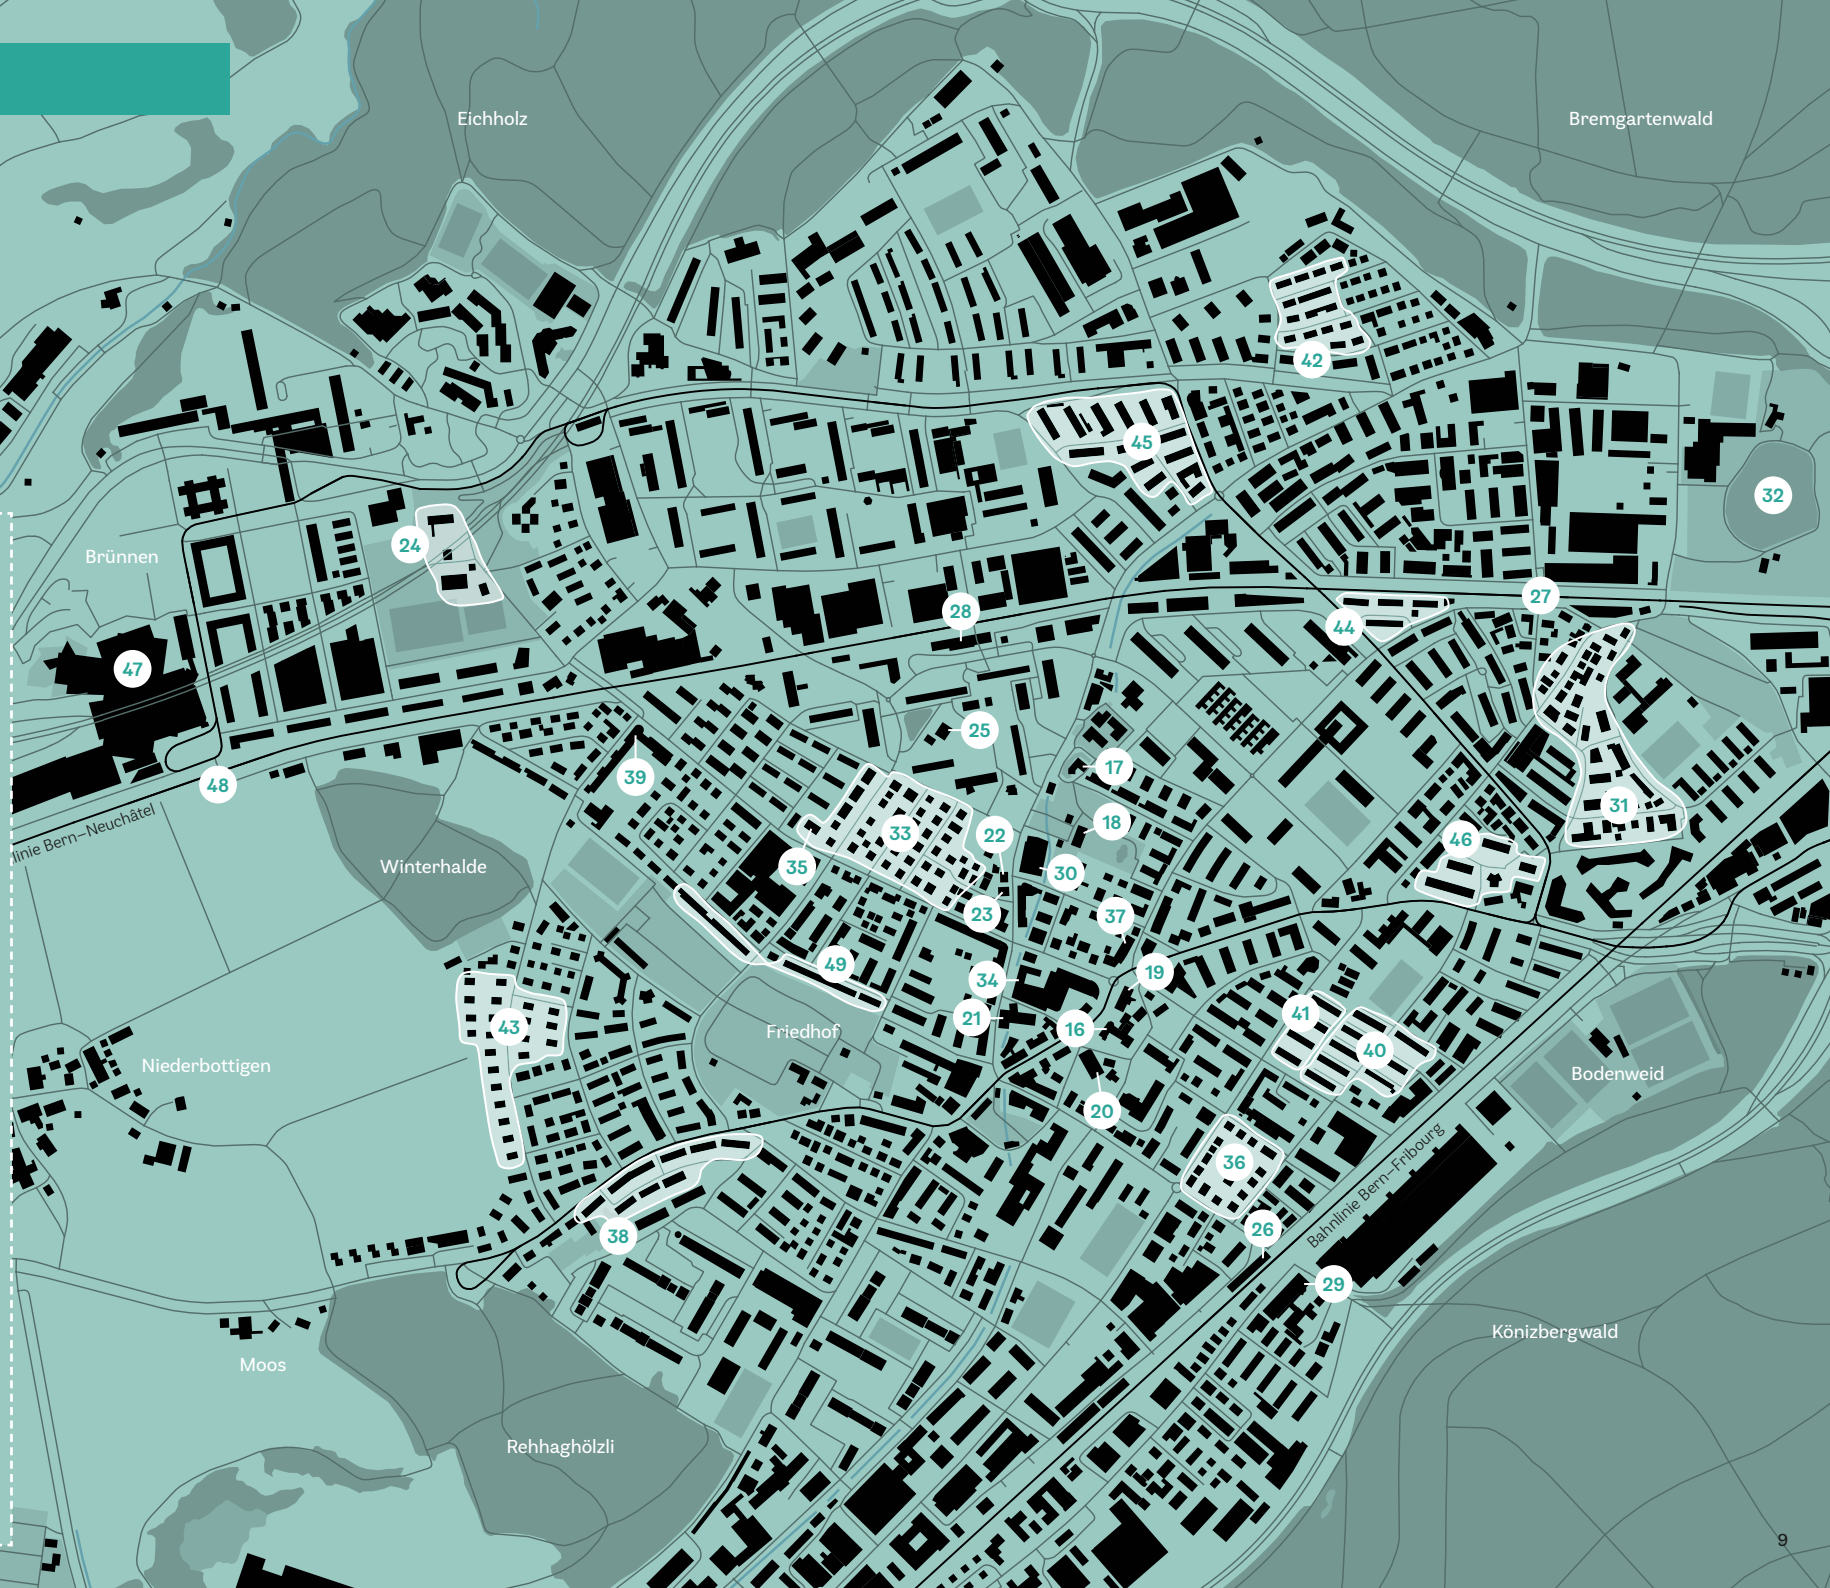 Eichholz
Bremgartenwald
42
45
32
24
Brünnen
27
28
44
47
25
17
39
48
31
18
33
22
46
35
30
Winterhalde
23
37
49
19
34
41
21
43
16
Friedhof
40
Niederbottigen
Bodenweid
20
36
26
38
29
Könizbergwald
Moos
Rehhaghölzli
linie Bern–Neuchâtel
Bahnlinie Bern–Fribourg
9